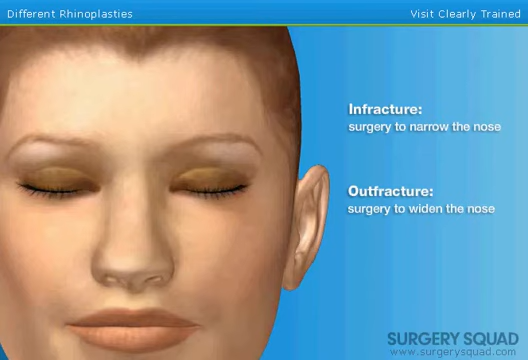 Different Rhinoplasties
Visit Clearly Trained
Infracture:
surgery to narrow the nose
Outfracture:
surgery to widen the nose
SURGERY SQUAD
www.surgerysquad.com